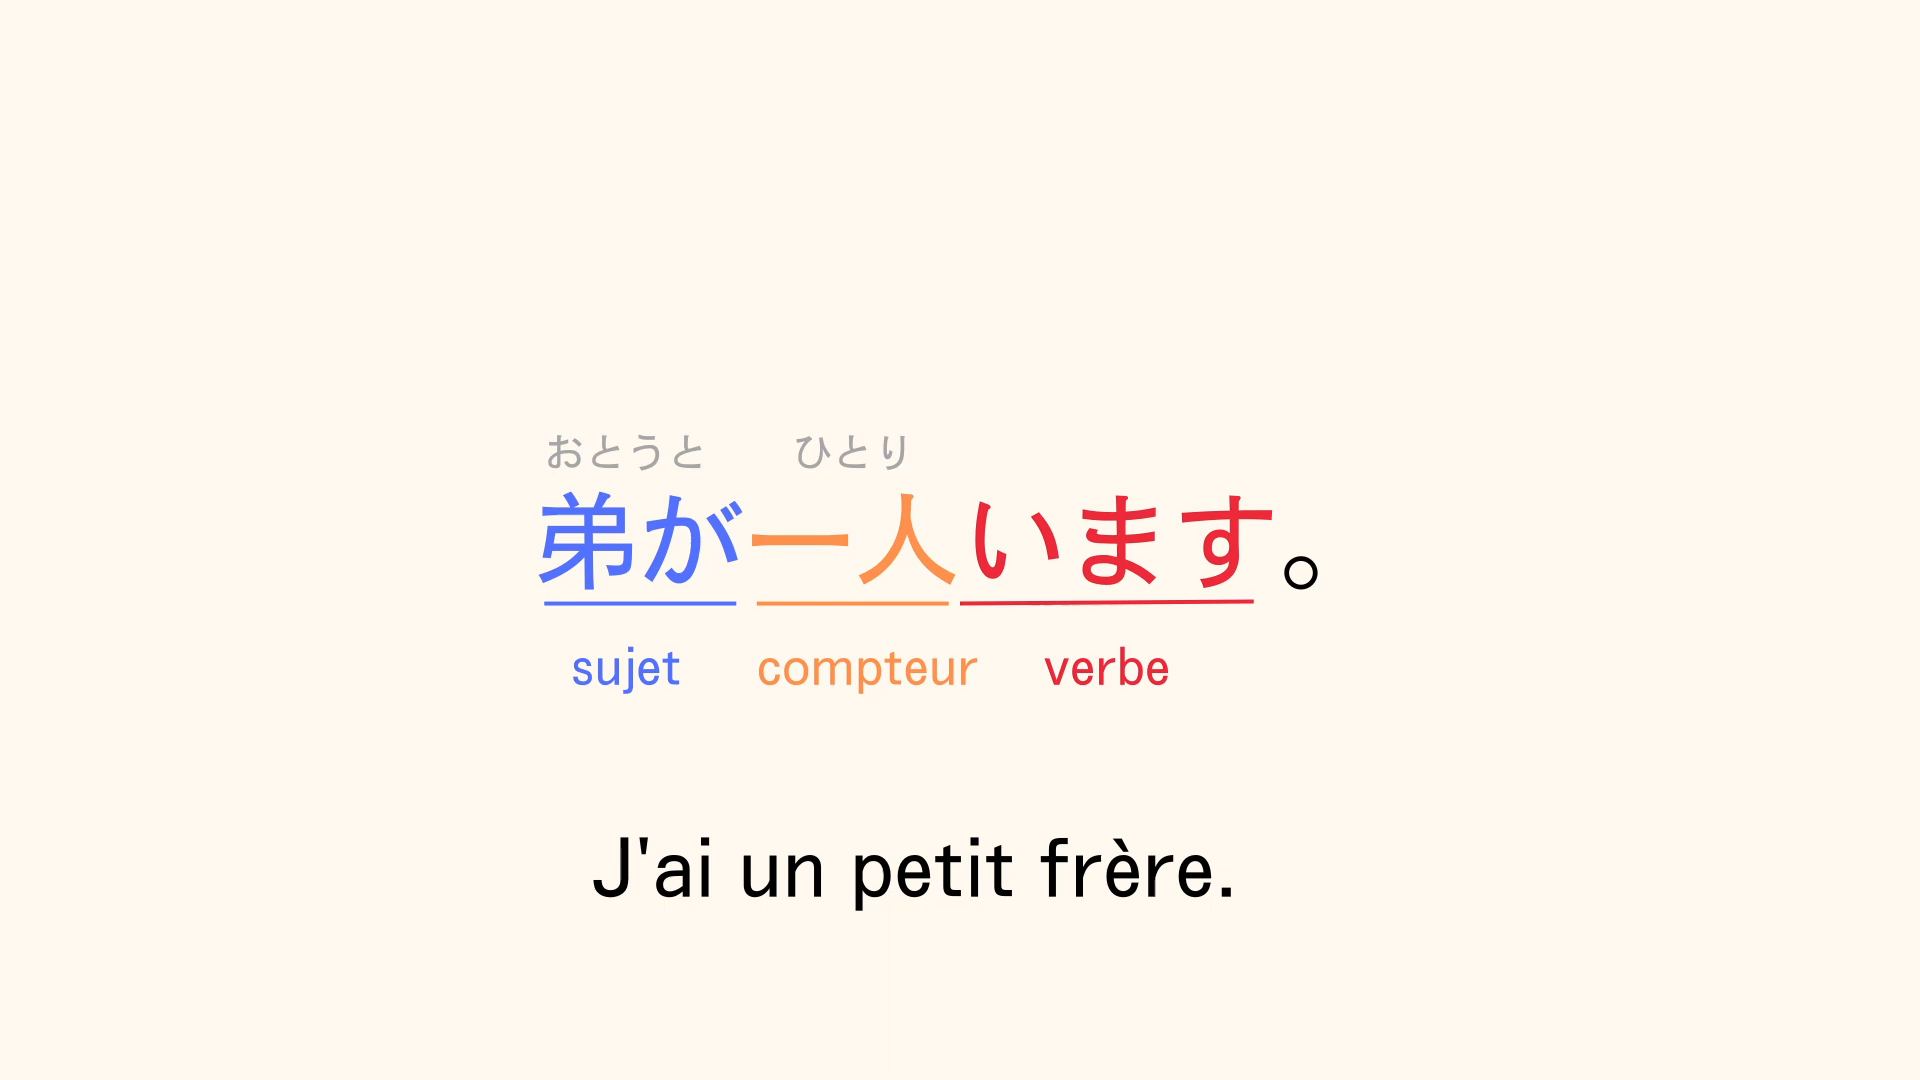 おとうと ひとり
弟が一人います。
sujet compteur verbe
J'ai un petit frère.